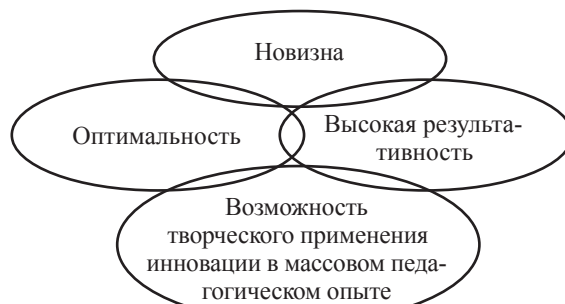 Новизна
Оптимальность
Высокая результа-
тивность
Возможность
творческого применения
инновации в массовом педа-
гогическом опыте